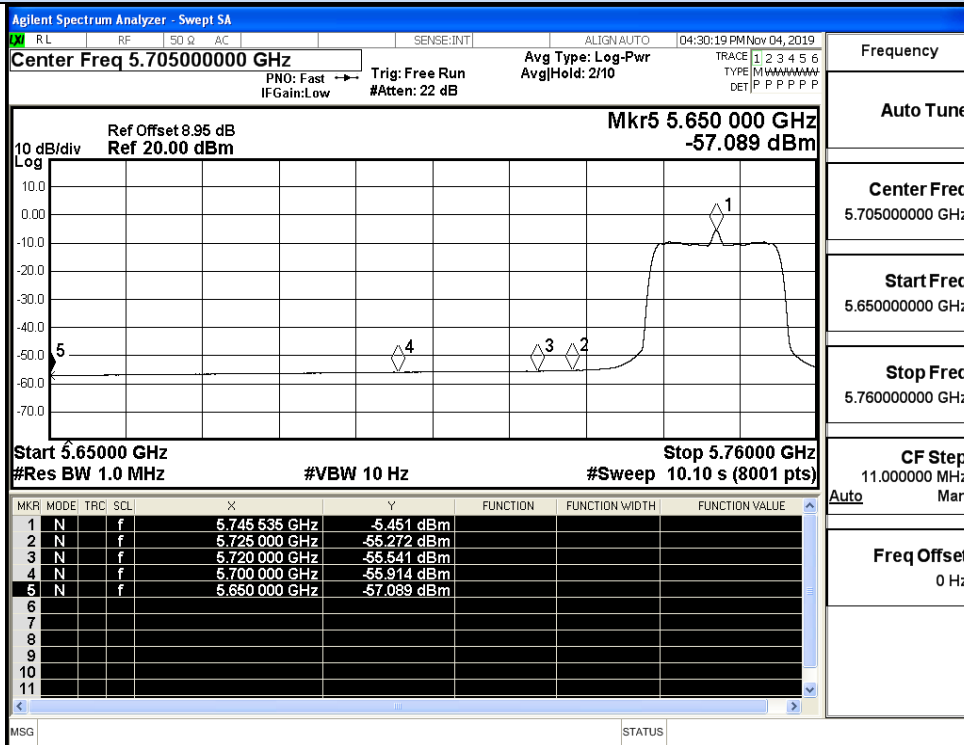 Agilent Spectrum Analyzer - Swept SA
LXI RL RF 50 Ω AC SENSE:INT ALIGN AUTO 04:30:19 PM Nov 04, 2019
Center Freq 5.705000000 GHz
PNO: Fast
IFGain:Low
Trig: Free Run
#Atten: 22 dB
Avg Type: Log-Pwr
Avg|Hold: 2/10
TRACE 1 2 3 4 5 6
TYPE M WWWWW
DET P P P P P P
Mkr5 5.650 000 GHz
-57.089 dBm
Ref Offset 8.95 dB
10 dB/div Ref 20.00 dBm
Log
10.0
0.00
-10.0
-20.0
-30.0
-40.0
-50.0
-60.0
-70.0
1
5
4
3
2
Start 5.65000 GHz Stop 5.76000 GHz
#Res BW 1.0 MHz #VBW 10 Hz #Sweep 10.10 s (8001 pts)
MKR MODE TRC SCL X Y FUNCTION FUNCTION WIDTH FUNCTION VALUE
1 N f 5.745 535 GHz -5.451 dBm
2 N f 5.725 000 GHz -55.272 dBm
3 N f 5.720 000 GHz -55.541 dBm
4 N f 5.700 000 GHz -55.914 dBm
5 N f 5.650 000 GHz -57.089 dBm
6
7
8
9
10
11
MSG STATUS
Frequency
Auto Tune
Center Freq
5.705000000 GHz
Start Freq
5.650000000 GHz
Stop Freq
5.760000000 GHz
CF Step
11.000000 MHz
Auto Man
Freq Offset
0 Hz